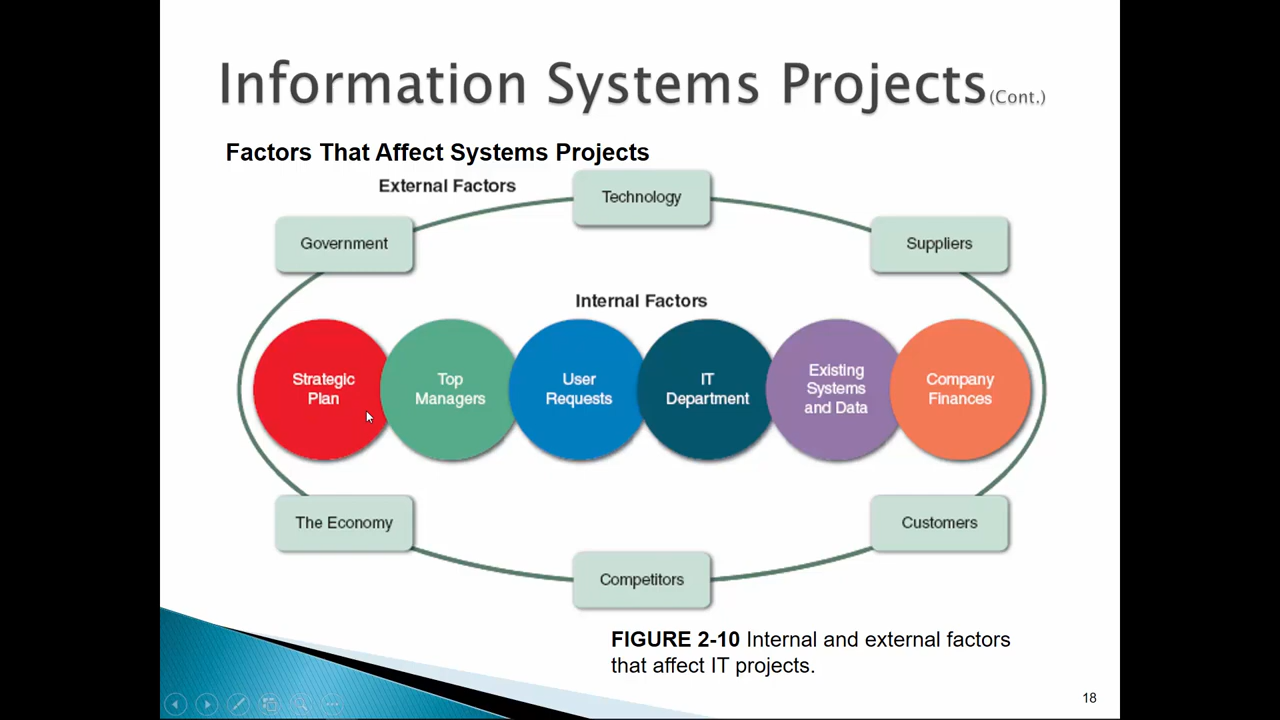 Information Systems Projects(Cont.)
Factors That Affect Systems Projects
External Factors
Technology
Government
Suppliers
Internal Factors
Strategic
Plan
Top
Managers
User
Requests
IT
Department
Existing
Systems
and Data
Company
Finances
The Economy
Customers
Competitors
FIGURE 2-10 Internal and external factors
that affect IT projects.
18